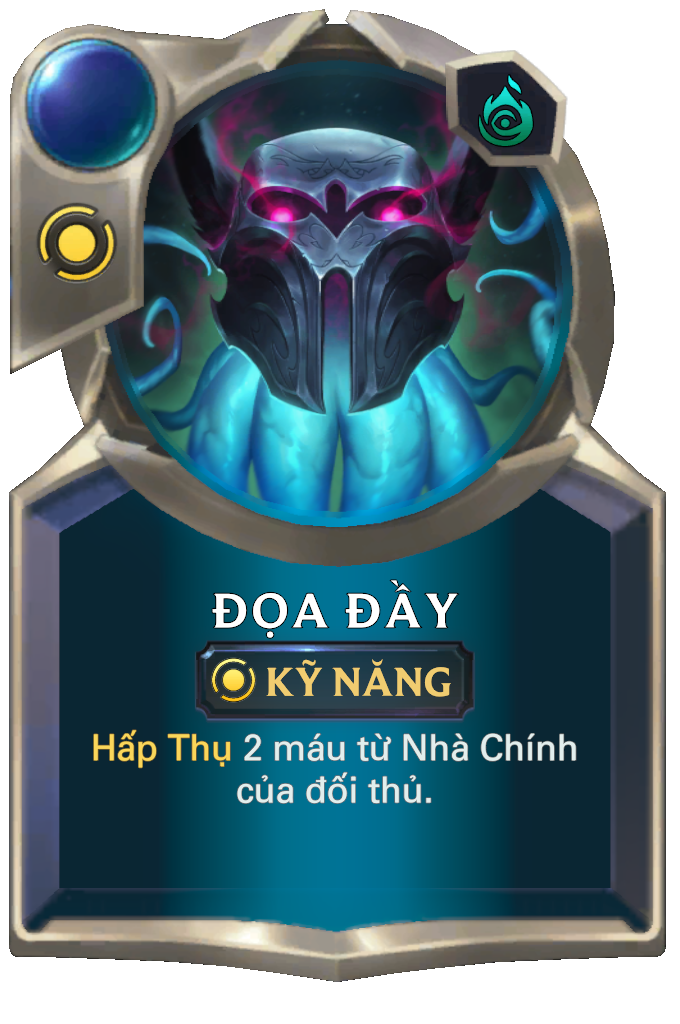 ĐỌA ĐẦY
KỸ NĂNG
Hấp Thụ 2 máu từ Nhà Chính
của đối thủ.